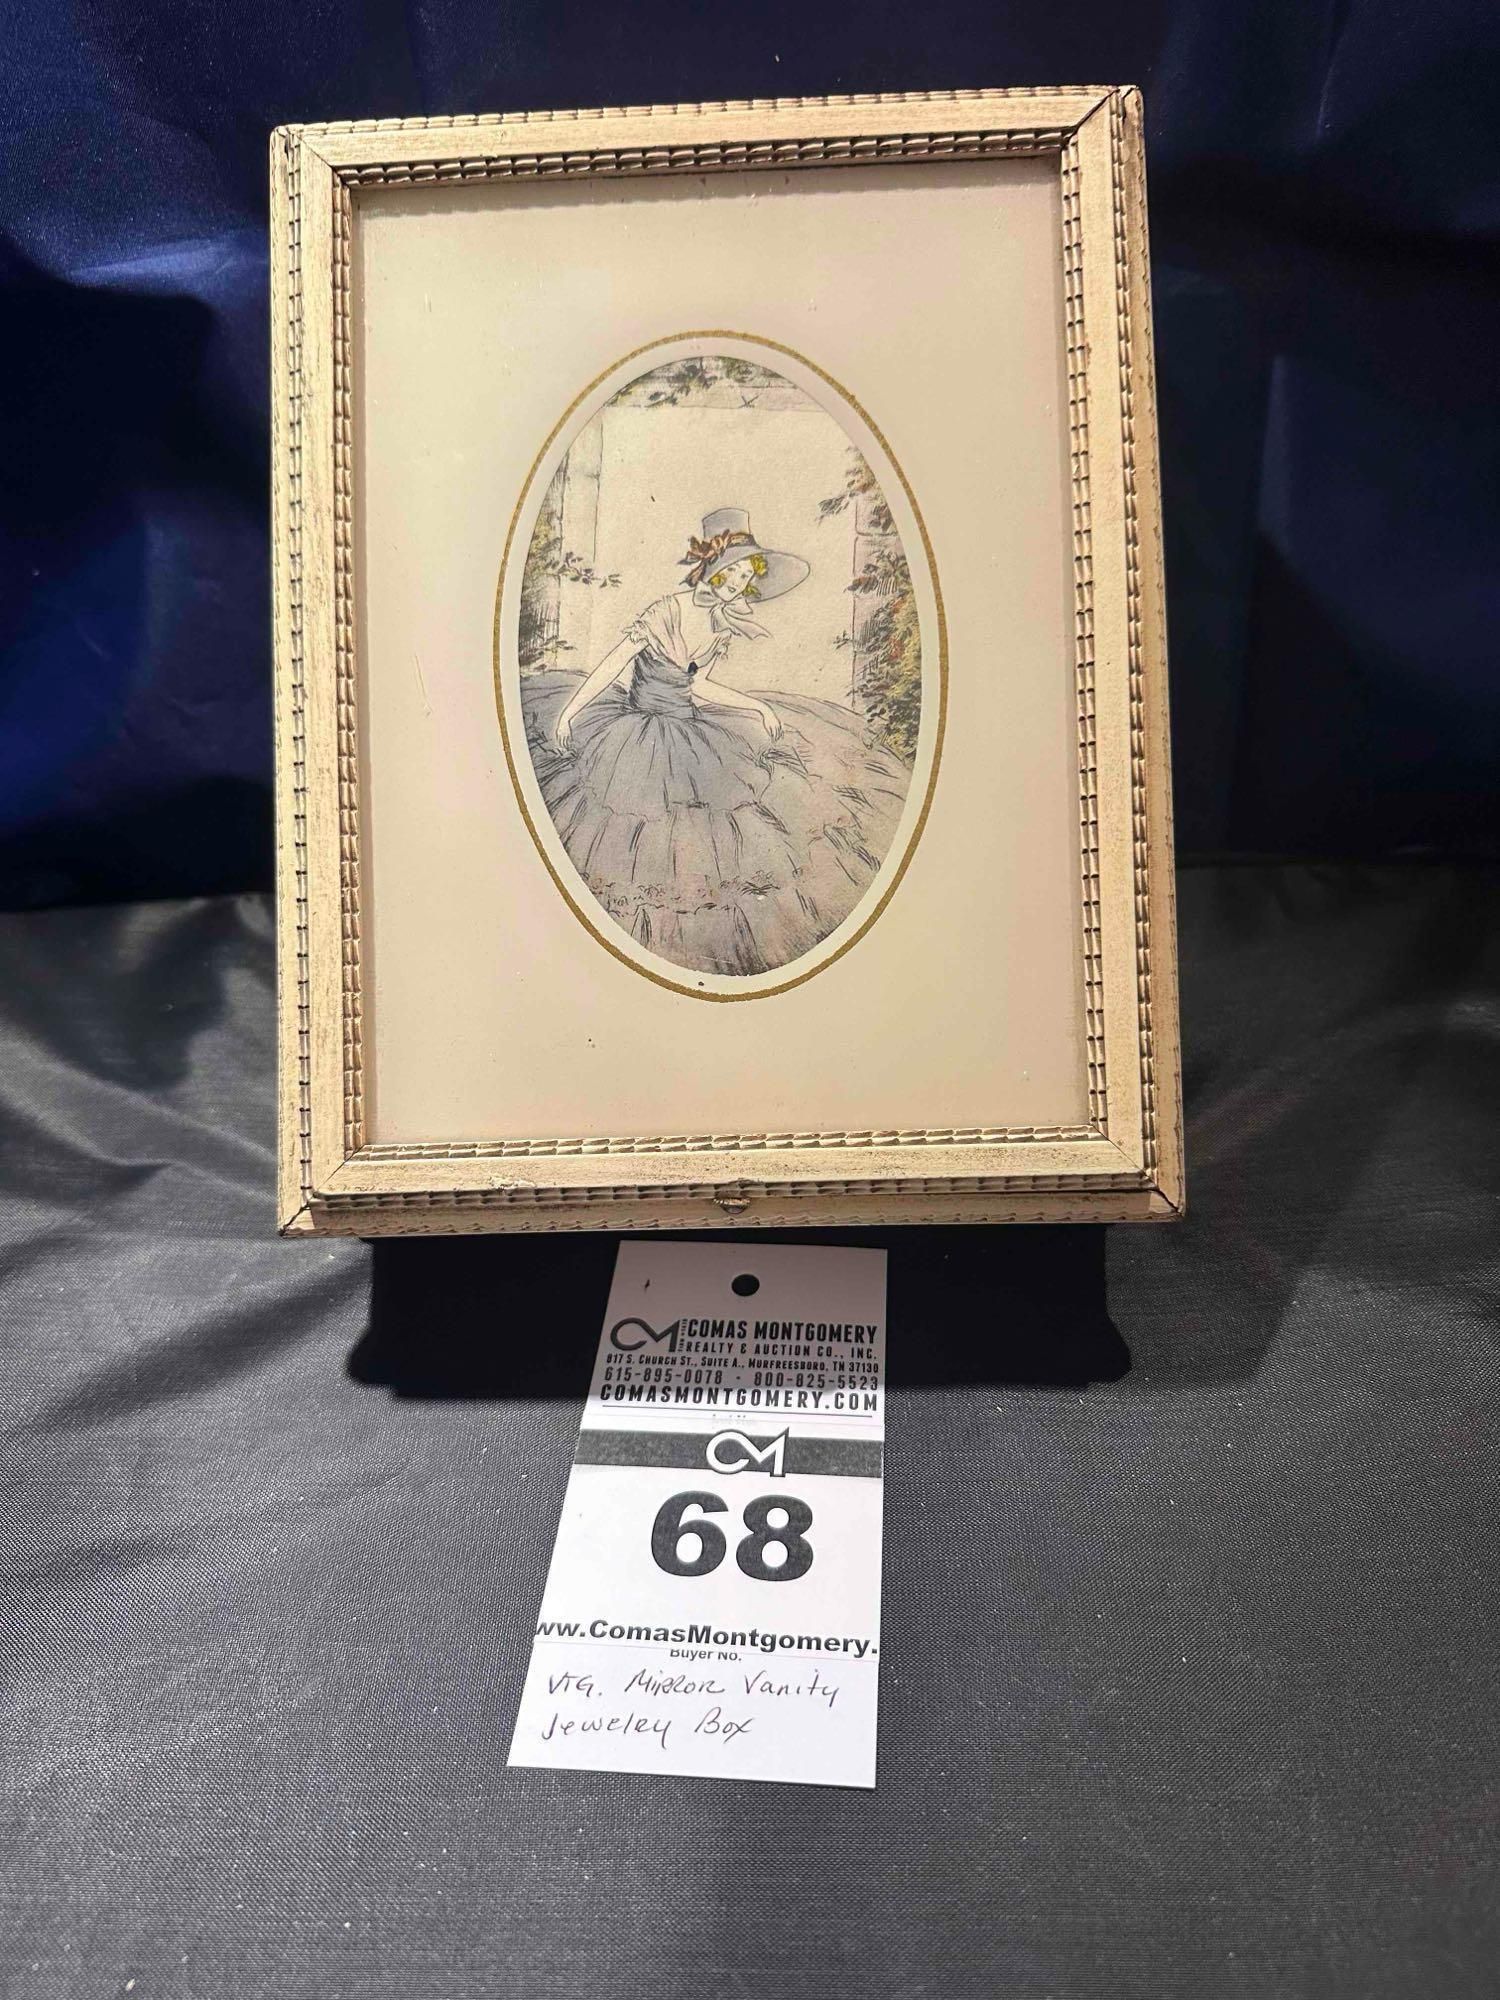 CM COMAS MONTGOMERY
REALTY & AUCTION CO., INC.
817 S. CHURCH ST., SUITE A., MURFREESBORO, TN 37130
615-895-0078 - 800-825-5523
COMASMONTGOMERY.COM
CM
68
ww.ComasMontgomery.
Buyer No.
VTG. Mirror Vanity
Jewelry Box